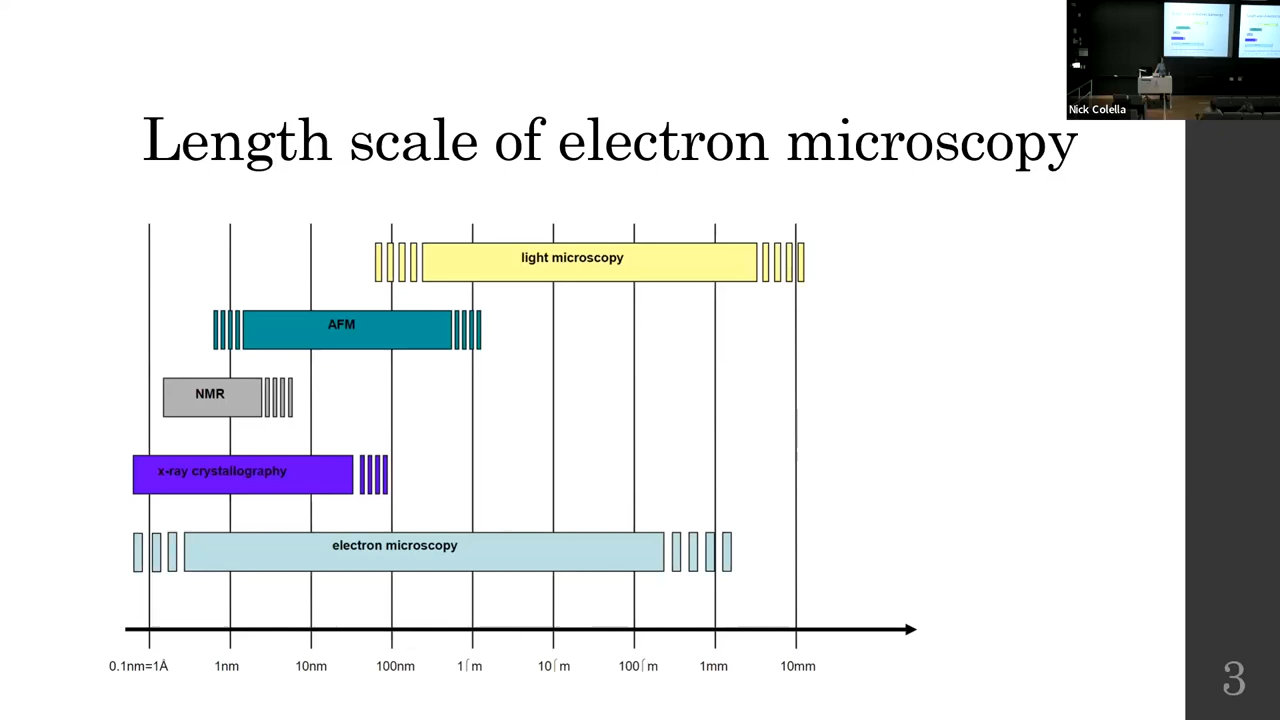 Nick Colella
Length scale of electron microscopy
light microscopy
AFM
NMR
x-ray crystallography
electron microscopy
0.1nm=1Å 1nm 10nm 100nm 1⌠m 10⌠m 100⌠m 1mm 10mm
3